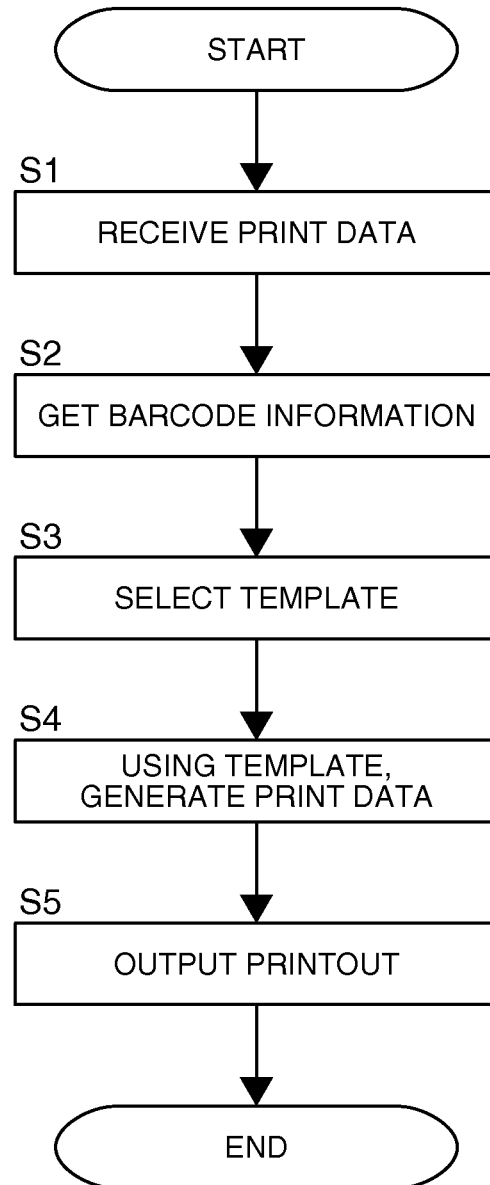 START
S1
RECEIVE PRINT DATA
S2
GET BARCODE INFORMATION
S3
SELECT TEMPLATE
S4
USING TEMPLATE,
GENERATE PRINT DATA
S5
OUTPUT PRINTOUT
END